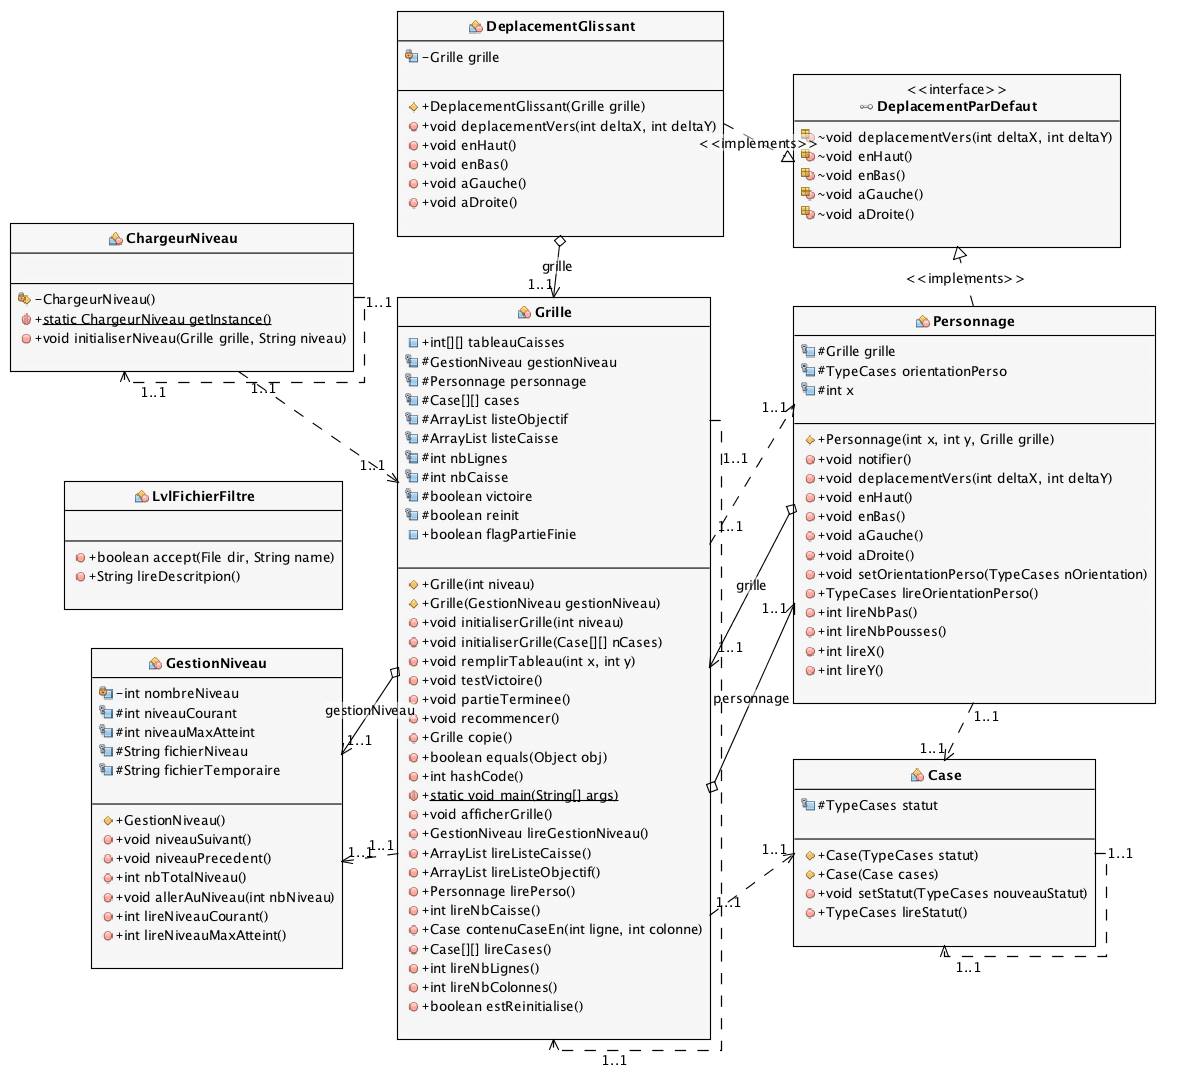 DeplacementGlissant
-Grille grille
+DeplacementGlissant(Grille grille)
+void deplacementVers(int deltaX, int deltaY)
+void enHaut()
+void enBas()
+void aGauche()
+void aDroite()
<<interface>>
DeplacementParDefaut
~void deplacementVers(int deltaX, int deltaY)
~void enHaut()
~void enBas()
~void aGauche()
~void aDroite()
<<implements>>
<<implements>>
grille
1..1
ChargeurNiveau
-ChargeurNiveau()
+static ChargeurNiveau getInstance()
+void initialiserNiveau(Grille grille, String niveau)
1..1
1..1
1..1
1..1
LvlFichierFiltre
+boolean accept(File dir, String name)
+String lireDescritpion()
GestionNiveau
-int nombreNiveau
#int niveauCourant
#int niveauMaxAtteint
#String fichierNiveau
#String fichierTemporaire
+GestionNiveau()
+void niveauSuivant()
+void niveauPrecedent()
+int nbTotalNiveau()
+void allerAuNiveau(int nbNiveau)
+int lireNiveauCourant()
+int lireNiveauMaxAtteint()
gestionNiveau
1..1
1..1
1..1
Grille
+int[][] tableauCaisses
#GestionNiveau gestionNiveau
#Personnage personnage
#Case[][] cases
#ArrayList listeObjectif
#ArrayList listeCaisse
#int nbLignes
#int nbCaisse
#boolean victoire
#boolean reinit
+boolean flagPartieFinie
+Grille(int niveau)
+Grille(GestionNiveau gestionNiveau)
+void initialiserGrille(int niveau)
+void initialiserGrille(Case[][] nCases)
+void remplirTableau(int x, int y)
+void testVictoire()
+void partieTerminee()
+void recommencer()
+Grille copie()
+boolean equals(Object obj)
+int hashCode()
+static void main(String[] args)
+void afficherGrille()
+GestionNiveau lireGestionNiveau()
+ArrayList lireListeCaisse()
+ArrayList lireListeObjectif()
+Personnage lirePerso()
+int lireNbCaisse()
+Case contenuCaseEn(int ligne, int colonne)
+Case[][] lireCases()
+int lireNbLignes()
+int lireNbColonnes()
+boolean estReinitialise()
1..1
1..1
1..1
1..1
grille
1..1
1..1
personnage
1..1
1..1
Personnage
#Grille grille
#TypeCases orientationPerso
#int x
+Personnage(int x, int y, Grille grille)
+void notifier()
+void deplacementVers(int deltaX, int deltaY)
+void enHaut()
+void enBas()
+void aGauche()
+void aDroite()
+void setOrientationPerso(TypeCases nOrientation)
+TypeCases lireOrientationPerso()
+int lireNbPas()
+int lireNbPousses()
+int lireX()
+int lireY()
1..1
1..1
Case
#TypeCases statut
+Case(TypeCases statut)
+Case(Case cases)
+void setStatut(TypeCases nouveauStatut)
+TypeCases lireStatut()
1..1
1..1
1..1